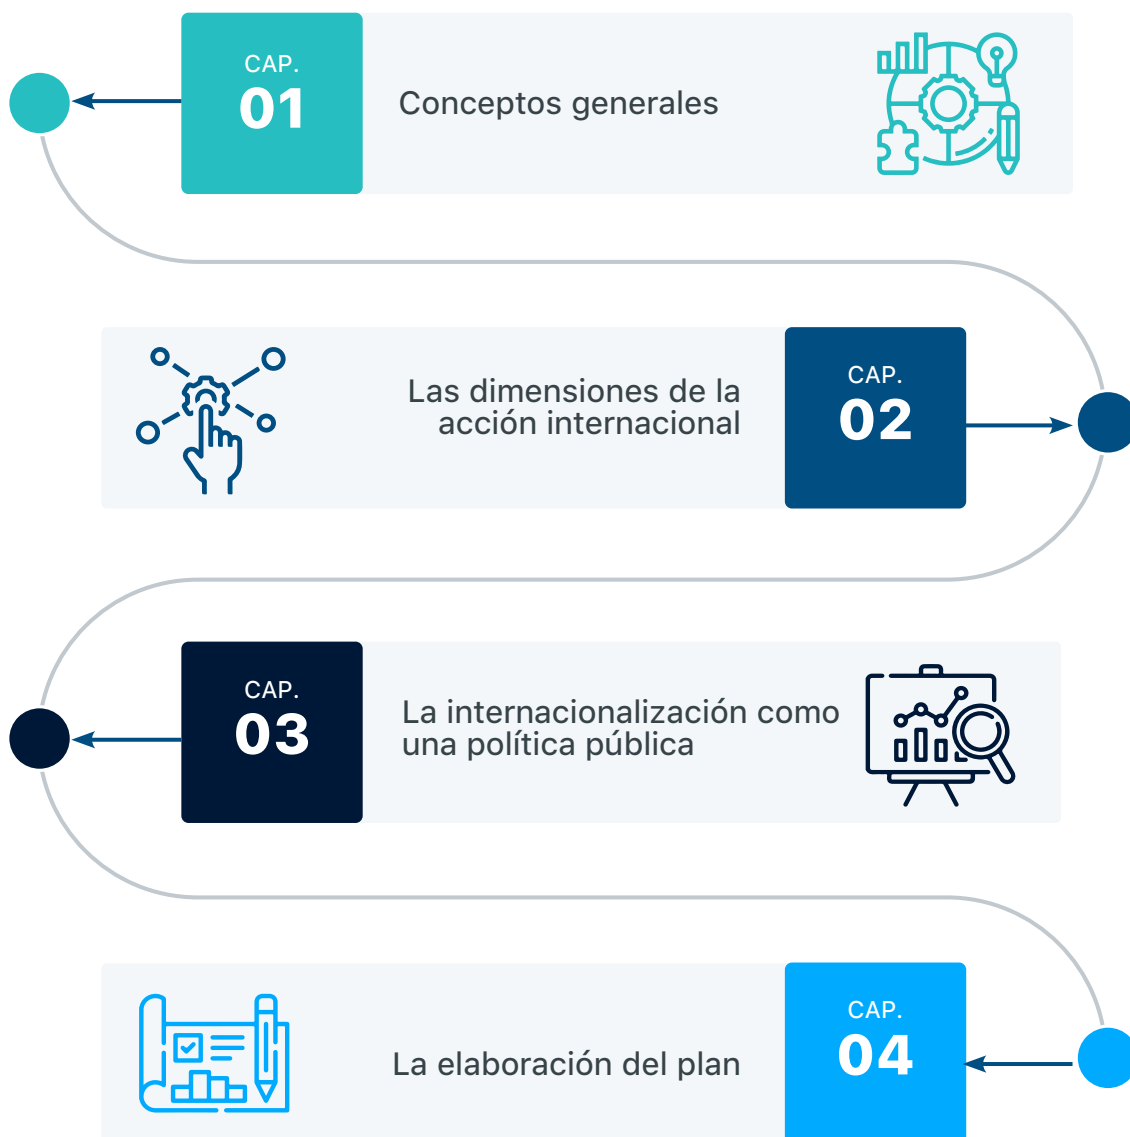 CAP.
01
Conceptos generales
Las dimensiones de la
acción internacional
CAP.
02
CAP.
03
La internacionalización como
una política pública
La elaboración del plan
CAP.
04